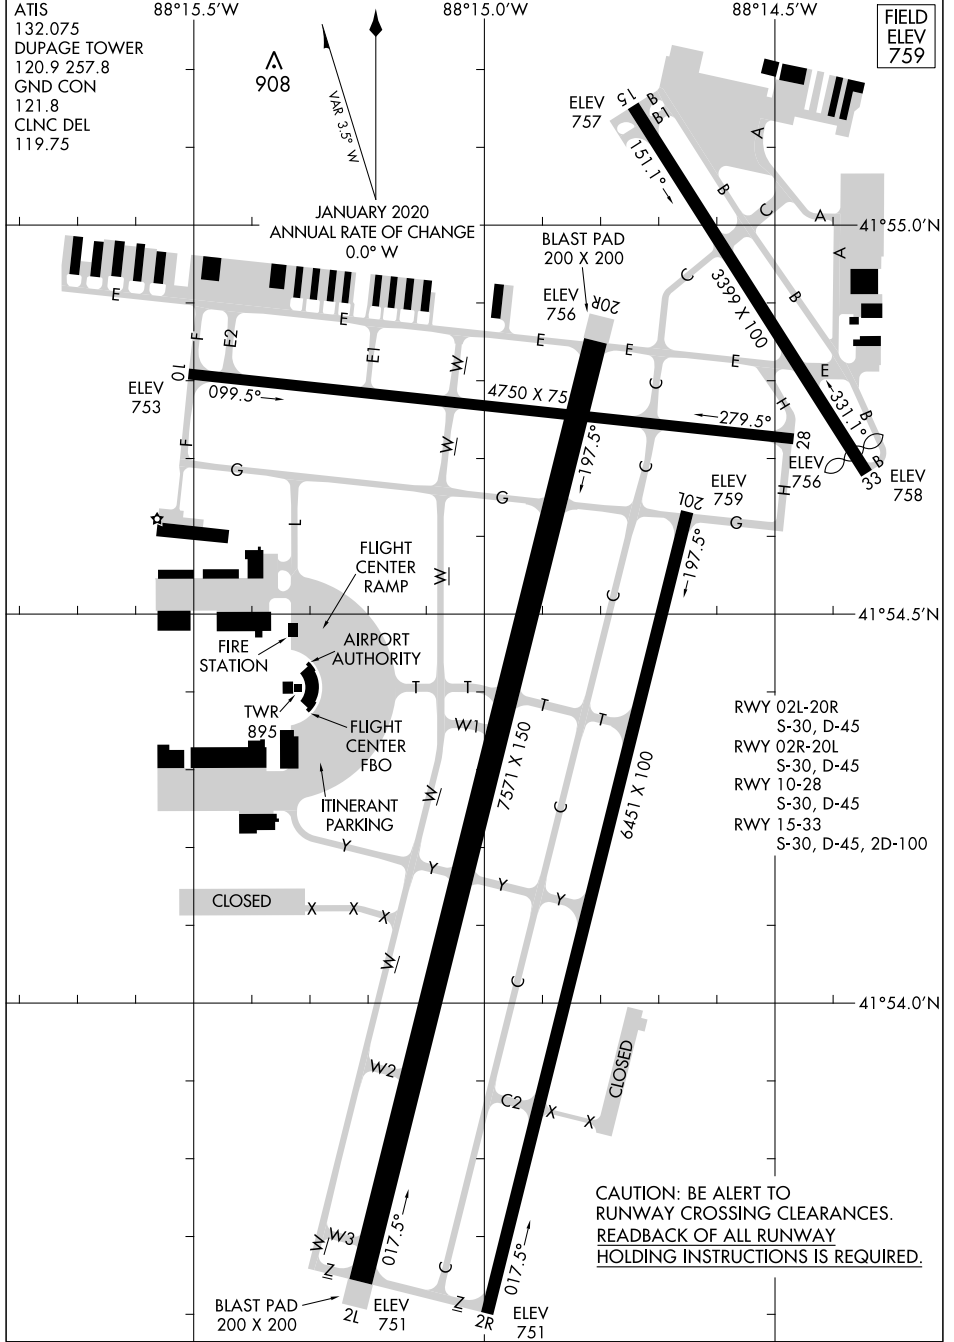 ATIS
132.075
DUPAGE TOWER
120.9 257.8
GND CON
121.8
CLNC DEL
119.75
88°15.5'W
88°15.0'W
88°14.5'W
FIELD
ELEV
759
908
VAR 3.5° W
JANUARY 2020
ANNUAL RATE OF CHANGE
0.0° W
ELEV
757
15
B
B1
151.1°
A
B
C
A
A
41°55.0'N
BLAST PAD
200 X 200
ELEV
756
20R
C
3399 X 100
B
E
E
F
E2
E1
W
E
E
C
E
E
10
ELEV
753
099.5°
4750 X 75
279.5°
H
28
331.1°
B
B
33
ELEV
758
ELEV
756
F
G
W
197.5°
C
G
H
G
20L
ELEV
759
197.5°
L
W
C
FLIGHT
CENTER
RAMP
41°54.5'N
FIRE
STATION
AIRPORT
AUTHORITY
TWR
895
FLIGHT
CENTER
FBO
ITINERANT
PARKING
T
T
T
T
W1
W
7571 X 150
C
6451 X 100
RWY 02L-20R
S-30, D-45
RWY 02R-20L
S-30, D-45
RWY 10-28
S-30, D-45
RWY 15-33
S-30, D-45, 2D-100
Y
Y
Y
Y
CLOSED
X
X
X
W
C
41°54.0'N
W2
C2
X
X
CLOSED
CAUTION: BE ALERT TO
RUNWAY CROSSING CLEARANCES.
READBACK OF ALL RUNWAY
HOLDING INSTRUCTIONS IS REQUIRED.
W
W3
017.5°
C
017.5°
Z
Z
BLAST PAD
200 X 200
2L
ELEV
751
2R
ELEV
751